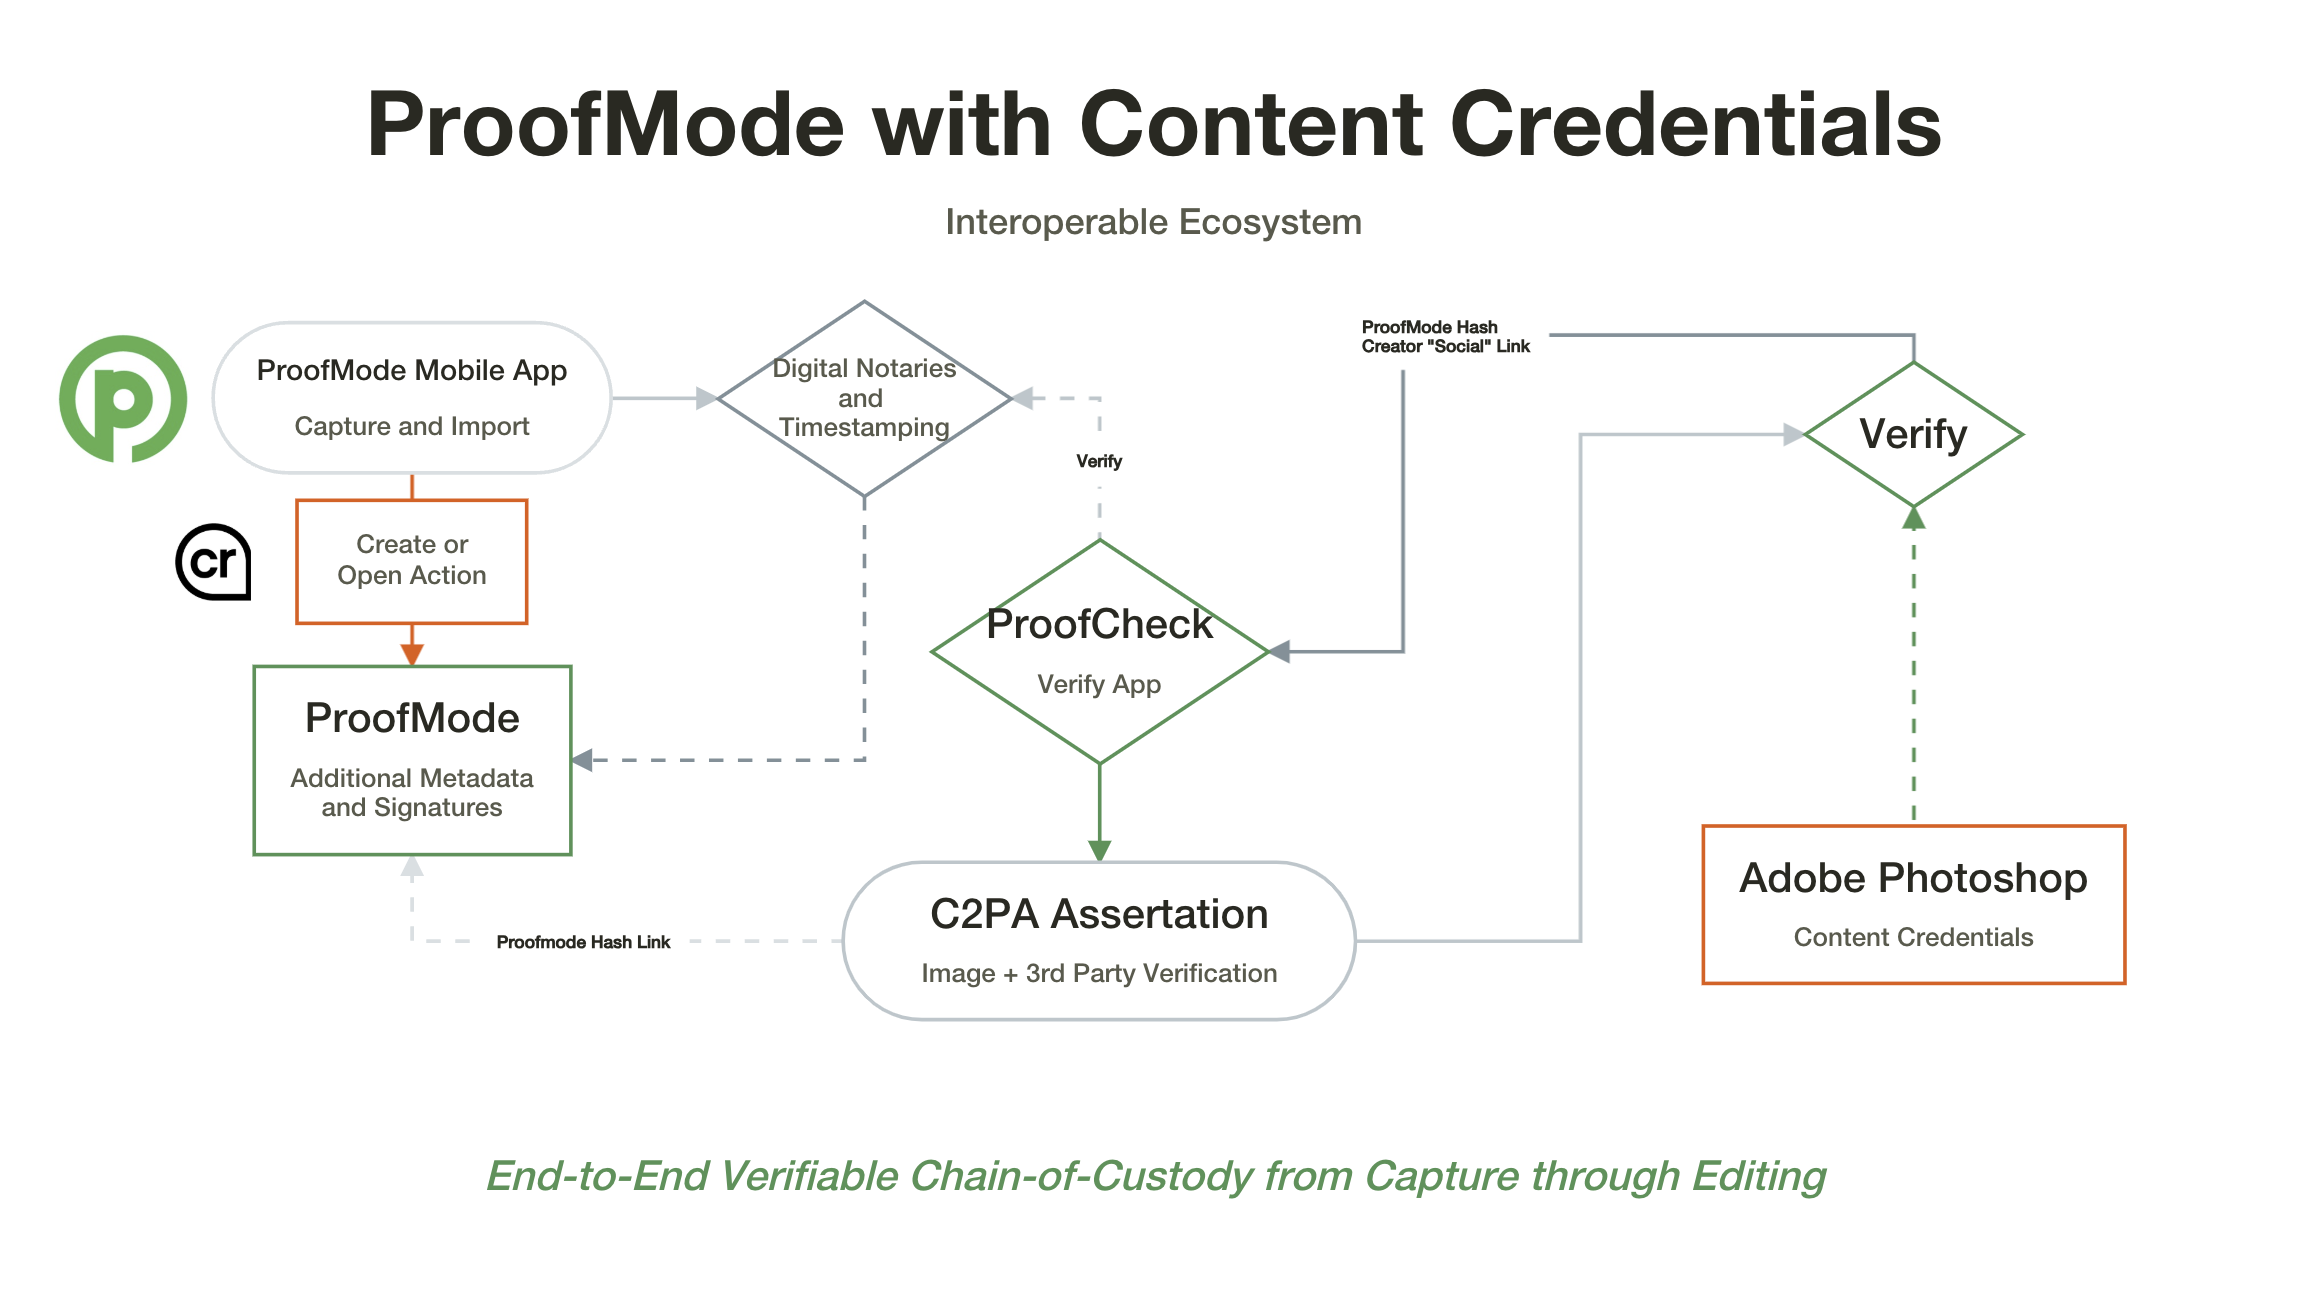 ProofMode with Content Credentials
Interoperable Ecosystem
ProofMode Mobile App
Capture and Import
Digital Notaries
and
Timestamping
ProofMode Hash
Creator "Social" Link
Verify
Verify
cr
Create or
Open Action
ProofCheck
Verify App
ProofMode
Additional Metadata
and Signatures
Proofmode Hash Link
C2PA Assertation
Image + 3rd Party Verification
Adobe Photoshop
Content Credentials
End-to-End Verifiable Chain-of-Custody from Capture through Editing